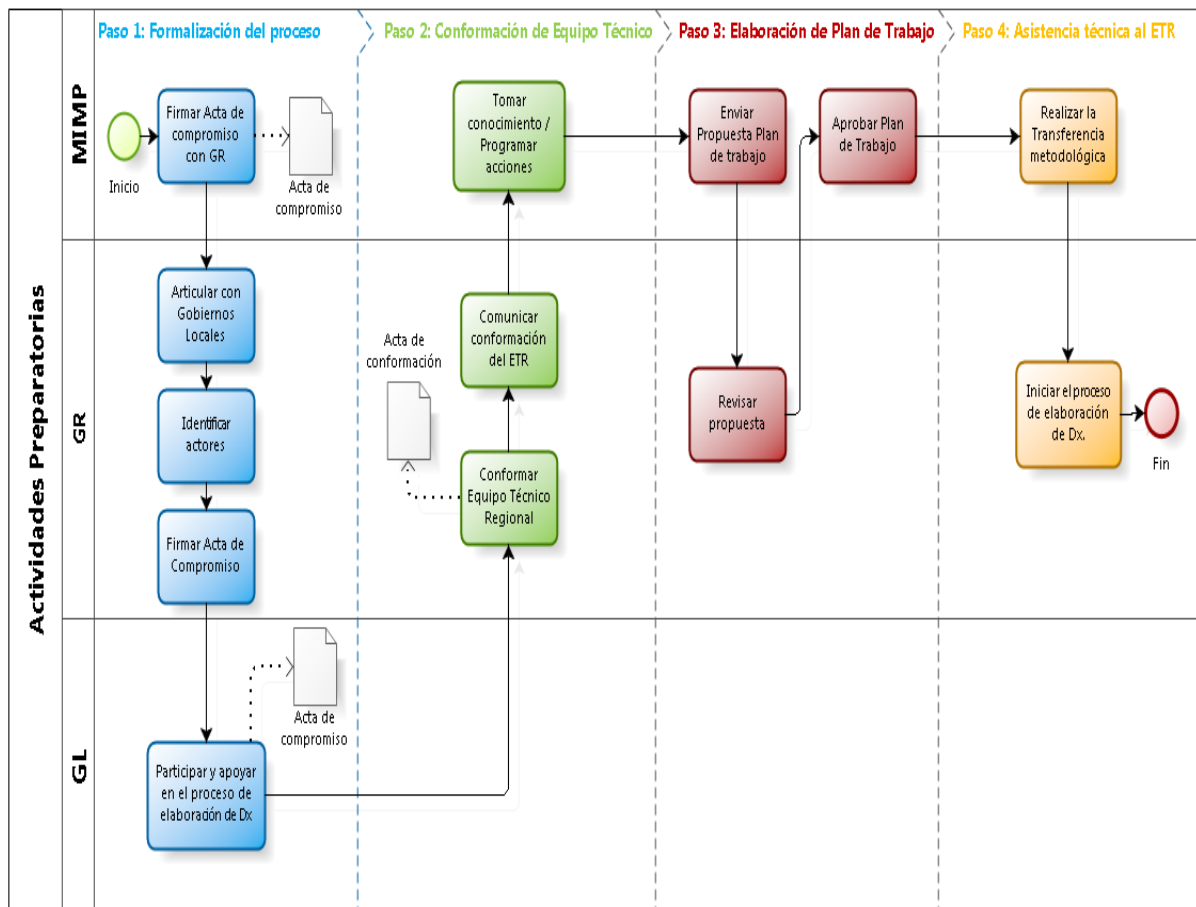 Actividades Preparatorias
Paso 1: Formalización del proceso
Paso 2: Conformación de Equipo Técnico
Paso 3: Elaboración de Plan de Trabajo
Paso 4: Asistencia técnica al ETR
MIMP
Inicio
Firmar Acta de
compromiso
con GR
Acta de
compromiso
Tomar
conocimiento /
Programar
acciones
Enviar
Propuesta Plan
de trabajo
Aprobar Plan
de Trabajo
Realizar la
Transferencia
metodológica
GR
Articular con
Gobiernos
Locales
Identificar
actores
Firmar Acta de
Compromiso
Acta de
conformación
Comunicar
conformación
del ETR
Conformar
Equipo Técnico
Regional
Revisar
propuesta
Iniciar el proceso
de elaboración
de Dx.
Fin
GL
Participar y apoyar
en el proceso de
elaboración de Dx
Acta de
compromiso